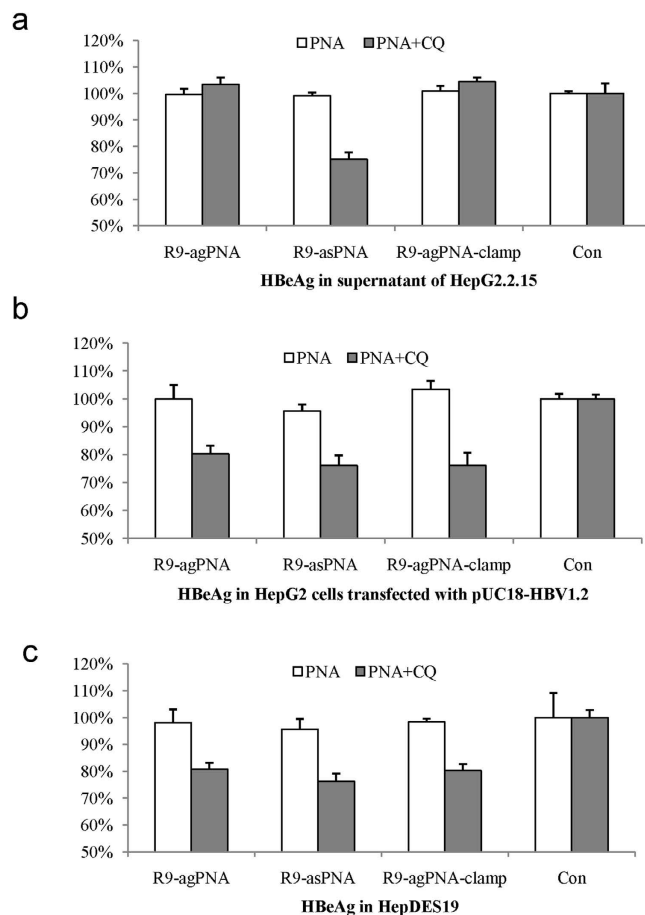 a
120%
110%
100%
90%
80%
70%
60%
50%
PNA PNA+CQ
R9-agPNA R9-asPNA R9-agPNA-clamp Con
HBeAg in supernatant of HepG2.2.15
b
120%
110%
100%
90%
80%
70%
60%
50%
PNA PNA+CQ
R9-agPNA R9-asPNA R9-agPNA-clamp Con
HBeAg in HepG2 cells transfected with pUC18-HBV1.2
c
120%
110%
100%
90%
80%
70%
60%
50%
PNA PNA+CQ
R9-agPNA R9-asPNA R9-agPNA-clamp Con
HBeAg in HepDES19